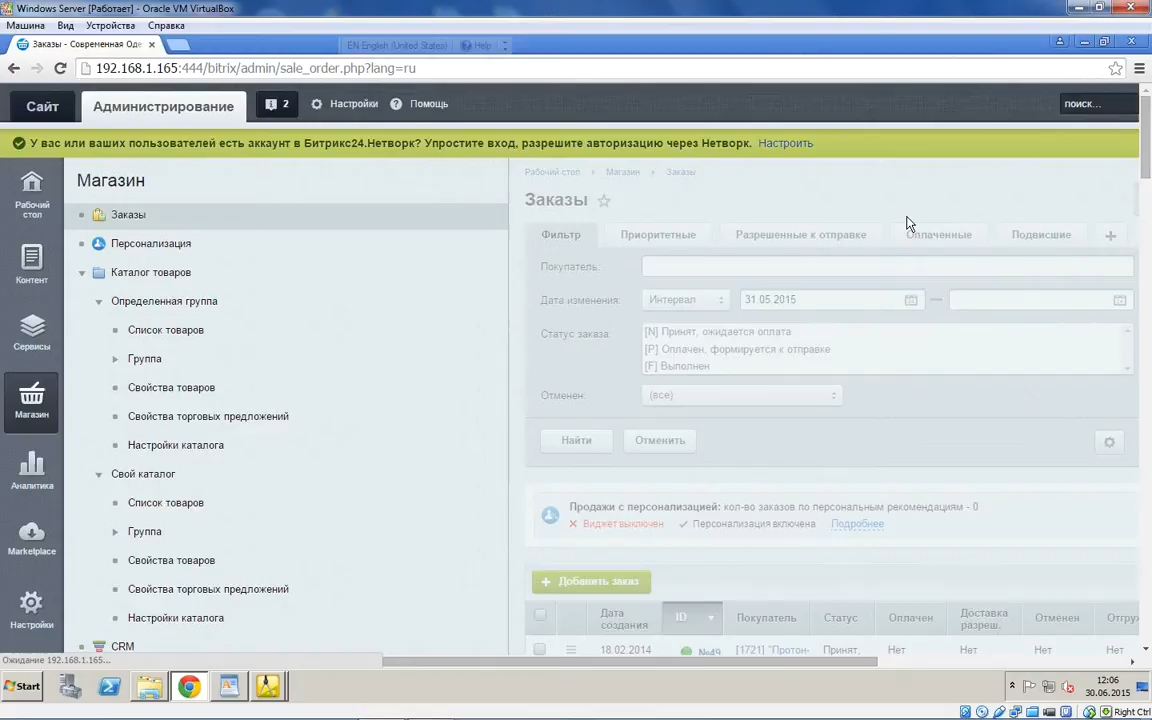 Windows Server [Работает] - Oracle VM VirtualBox
Машина Вид Устройства Справка
Заказы - Современная Оде
EN English (United States) Help
192.168.1.165:444/bitrix/admin/sale_order.php?lang=ru
Сайт Администрирование 2 Настройки Помощь поиск...
У вас или ваших пользователей есть аккаунт в Битрикс24.Нетворк? Упростите вход, разрешите авторизацию через Нетворк. Настроить
Рабочий стол
Контент
Сервисы
Магазин
Аналитика
Marketplace
Настройки
Магазин
Заказы
Персонализация
Каталог товаров
Определенная группа
Список товаров
Группа
Свойства товаров
Свойства торговых предложений
Настройки каталога
Свой каталог
Список товаров
Группа
Свойства товаров
Свойства торговых предложений
Настройки каталога
CRM
Рабочий стол Магазин Заказы
Заказы
Фильтр Приоритетные Разрешенные к отправке Оплаченные Подвисшие +
Покупатель:
Дата изменения: Интервал 31.05.2015 —
Статус заказа: [N] Принят, ожидается оплата
[P] Оплачен, формируется к отправке
[F] Выполнен
Отменен: (все)
Найти Отменить
Продажи с персонализацией: кол-во заказов по персональным рекомендациям - 0
Виджет выключен Персонализация включена Подробнее
+ Добавить заказ
Дата создания ID Покупатель Статус Оплачен Доставка разреш. Отменен Отгру
18.02.2014 №49 [1721] "Протон- Принят, Нет Нет Нет Нет
Ожидание 192.168.1.165...
Start
12:06
30.06.2015
Right Ctrl